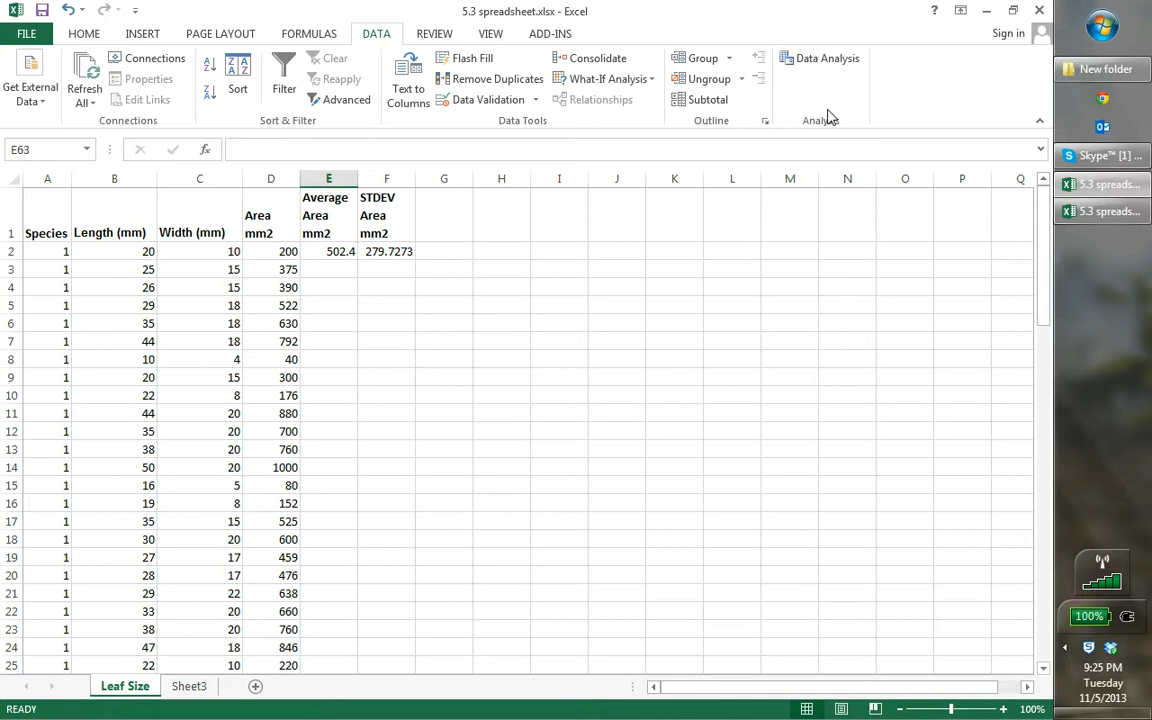 5.3 spreadsheet.xlsx - Excel
FILE HOME INSERT PAGE LAYOUT FORMULAS DATA REVIEW VIEW ADD-INS Sign in
Get External Data
Refresh All
Connections
Properties
Edit Links
Connections
Sort
Filter
Clear
Reapply
Advanced
Sort & Filter
Text to Columns
Flash Fill
Remove Duplicates
Data Validation
Consolidate
What-If Analysis
Relationships
Data Tools
Group
Ungroup
Subtotal
Outline
Data Analysis
Analysis
E63
A B C D E F G H I J K L M N O P Q
1 Species Length (mm) Width (mm) Area mm2 Average Area mm2 STDEV Area mm2
2 1 20 10 200 502.4 279.7273
3 1 25 15 375
4 1 26 15 390
5 1 29 18 522
6 1 35 18 630
7 1 44 18 792
8 1 10 4 40
9 1 20 15 300
10 1 22 8 176
11 1 44 20 880
12 1 35 20 700
13 1 38 20 760
14 1 50 20 1000
15 1 16 5 80
16 1 19 8 152
17 1 35 15 525
18 1 30 20 600
19 1 27 17 459
20 1 28 17 476
21 1 29 22 638
22 1 33 20 660
23 1 38 20 760
24 1 47 18 846
25 1 22 10 220
Leaf Size Sheet3
READY 100%
New folder
Skype™ [1] ...
5.3 spreads...
5.3 spreads...
100%
9:25 PM
Tuesday
11/5/2013